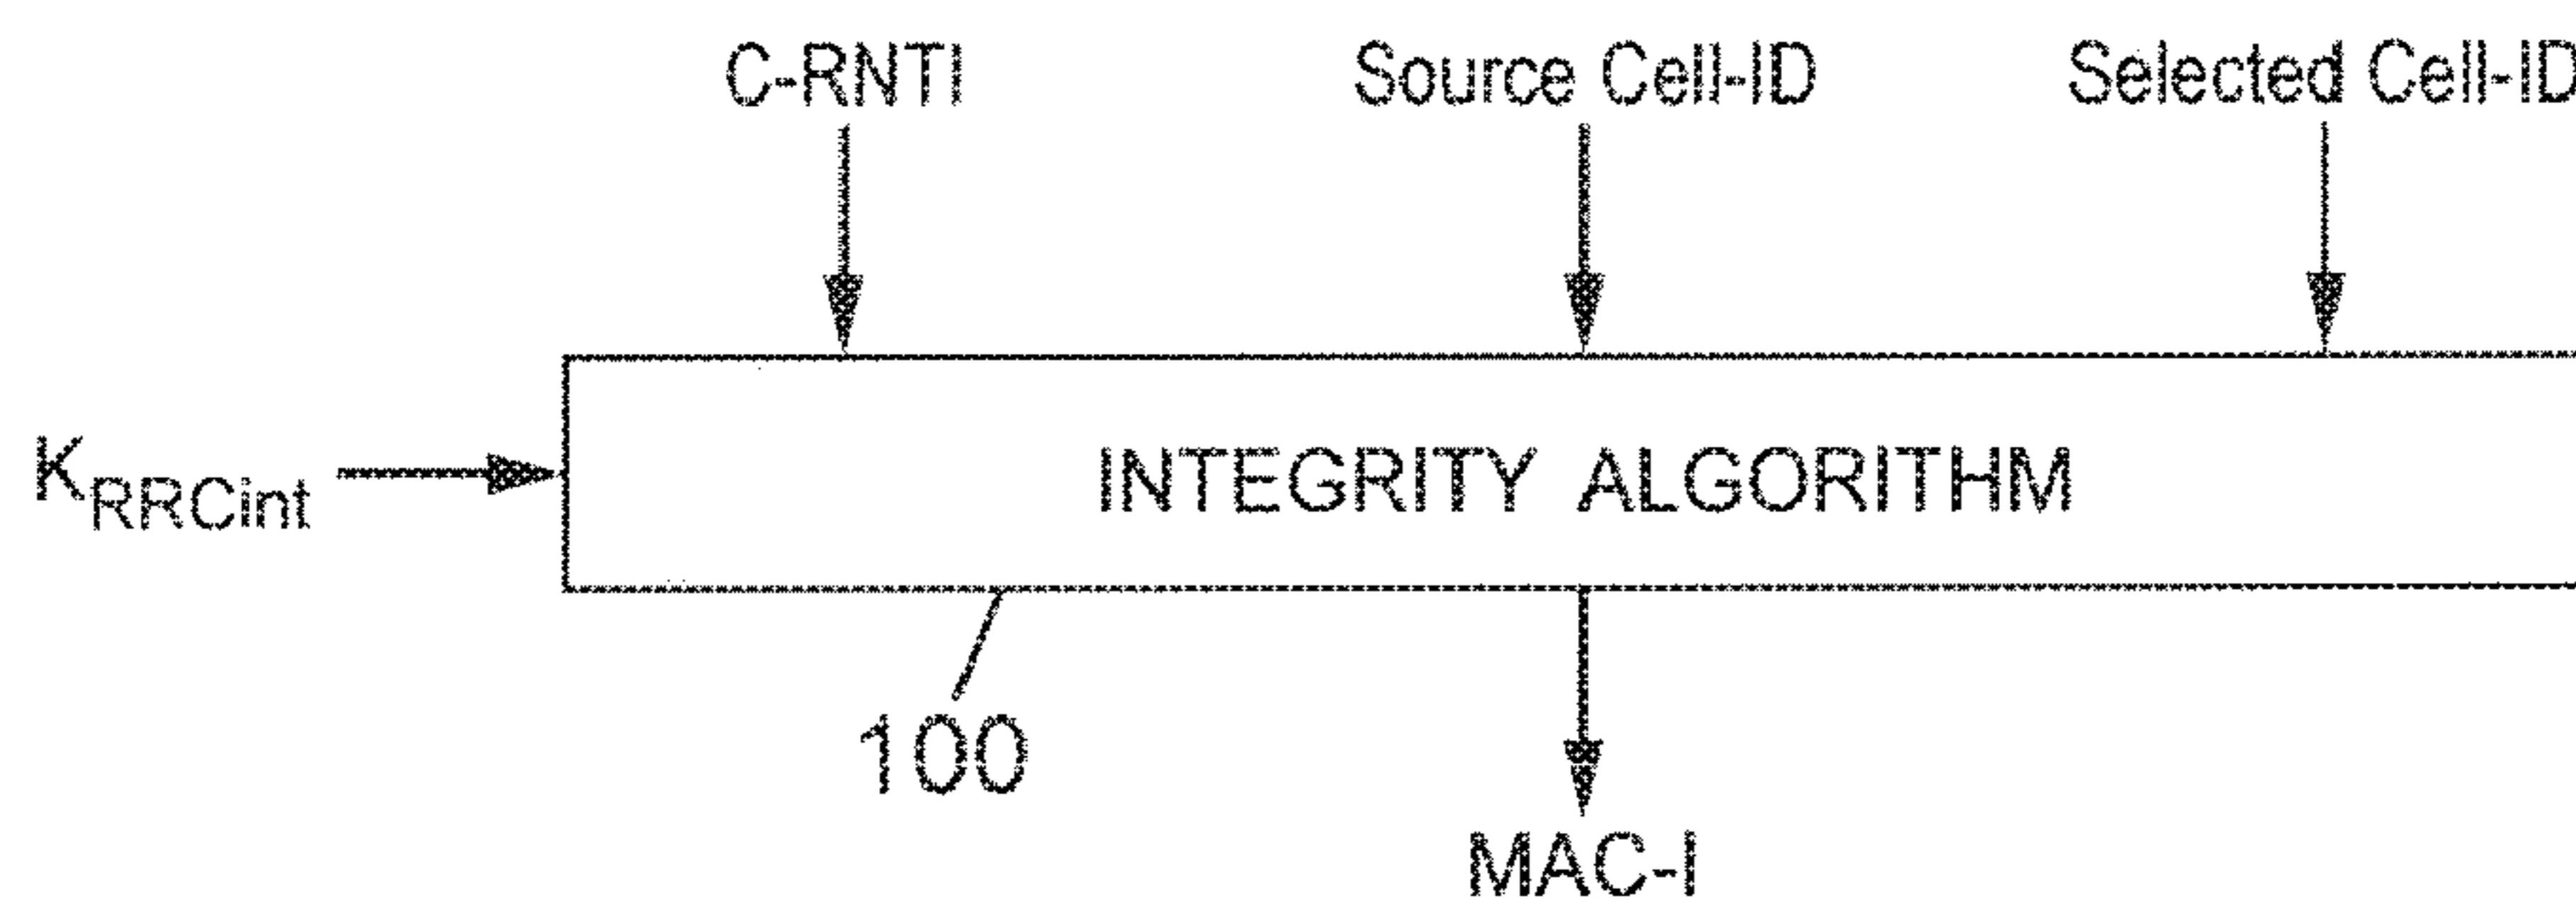 C-RNTI
Source Cell-ID
Selected Cell-ID
KRRCint
INTEGRITY ALGORITHM
100
MAC-I